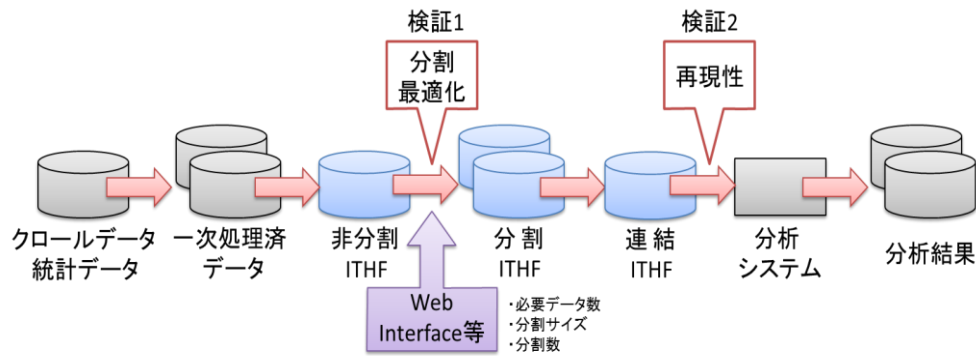 検証1
検証2
分割
最適化
再現性
クロールデータ
統計データ
一次処理済
データ
非分割
ITHF
分 割
ITHF
連 結
ITHF
分析
システム
分析結果
Web
Interface等
・必要データ数
・分割サイズ
・分割数